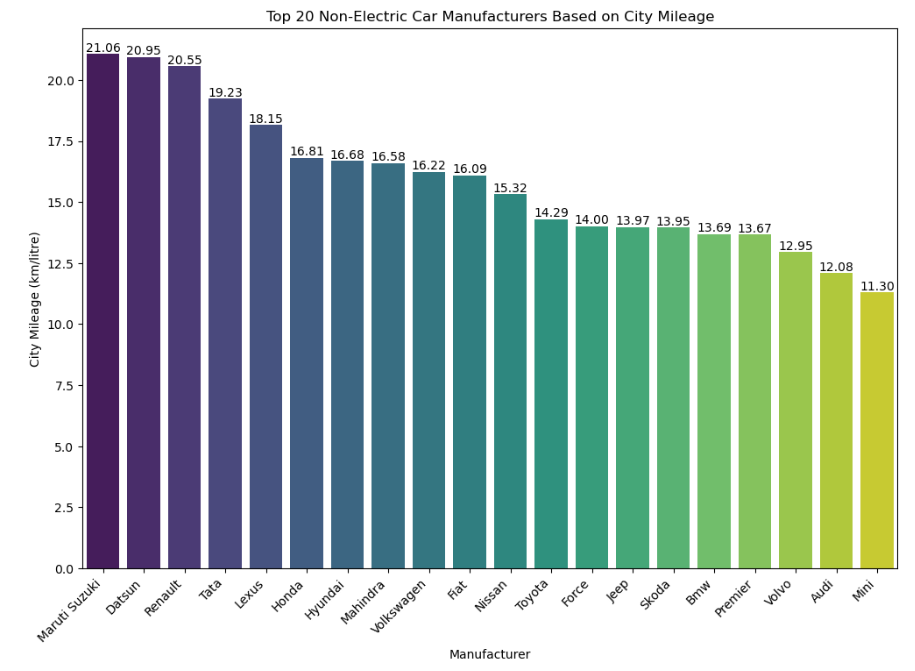 Top 20 Non-Electric Car Manufacturers Based on City Mileage
21.06
20.95
20.55
19.23
18.15
16.81
16.68
16.58
16.22
16.09
15.32
14.29
14.00
13.97
13.95
13.69
13.67
12.95
12.08
11.30
City Mileage (km/litre)
20.0
17.5
15.0
12.5
10.0
7.5
5.0
2.5
0.0
Maruti Suzuki
Datsun
Renault
Tata
Lexus
Honda
Hyundai
Mahindra
Volkswagen
Fiat
Nissan
Toyota
Force
Jeep
Skoda
Bmw
Premier
Volvo
Audi
Mini
Manufacturer